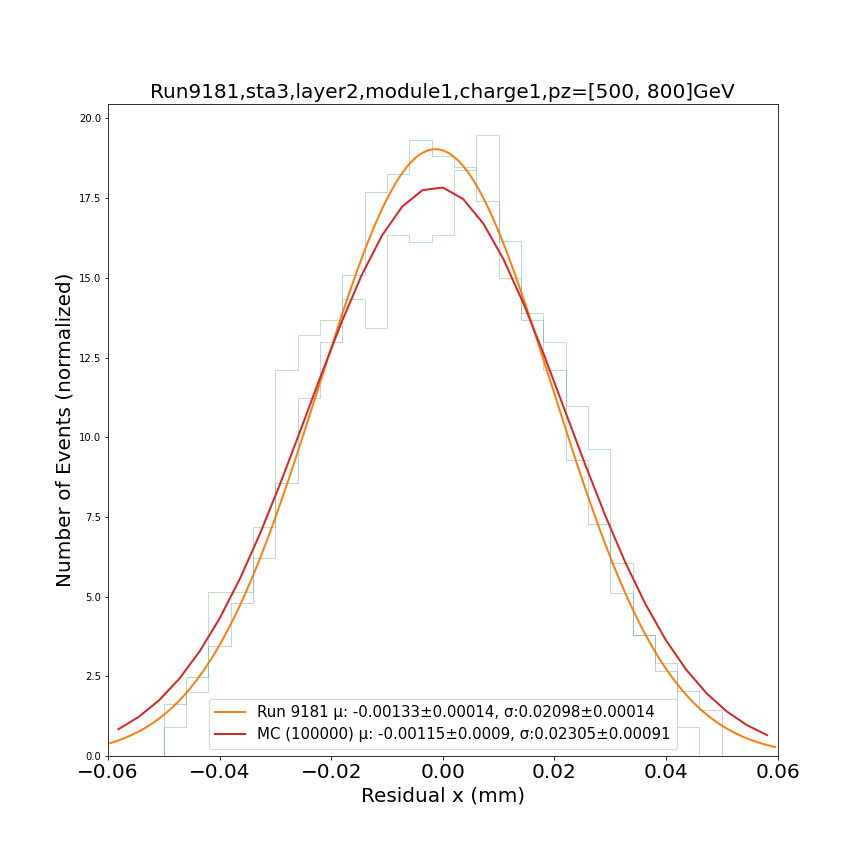 Run9181,sta3,layer2,module1,charge1,pz=[500, 800]GeV
Number of Events (normalized)
20.0
17.5
15.0
12.5
10.0
7.5
5.0
2.5
0.0
Run 9181 μ: -0.00133±0.00014, σ:0.02098±0.00014
MC (100000) μ: -0.00115±0.0009, σ:0.02305±0.00091
−0.06 −0.04 −0.02 0.00 0.02 0.04 0.06
Residual x (mm)